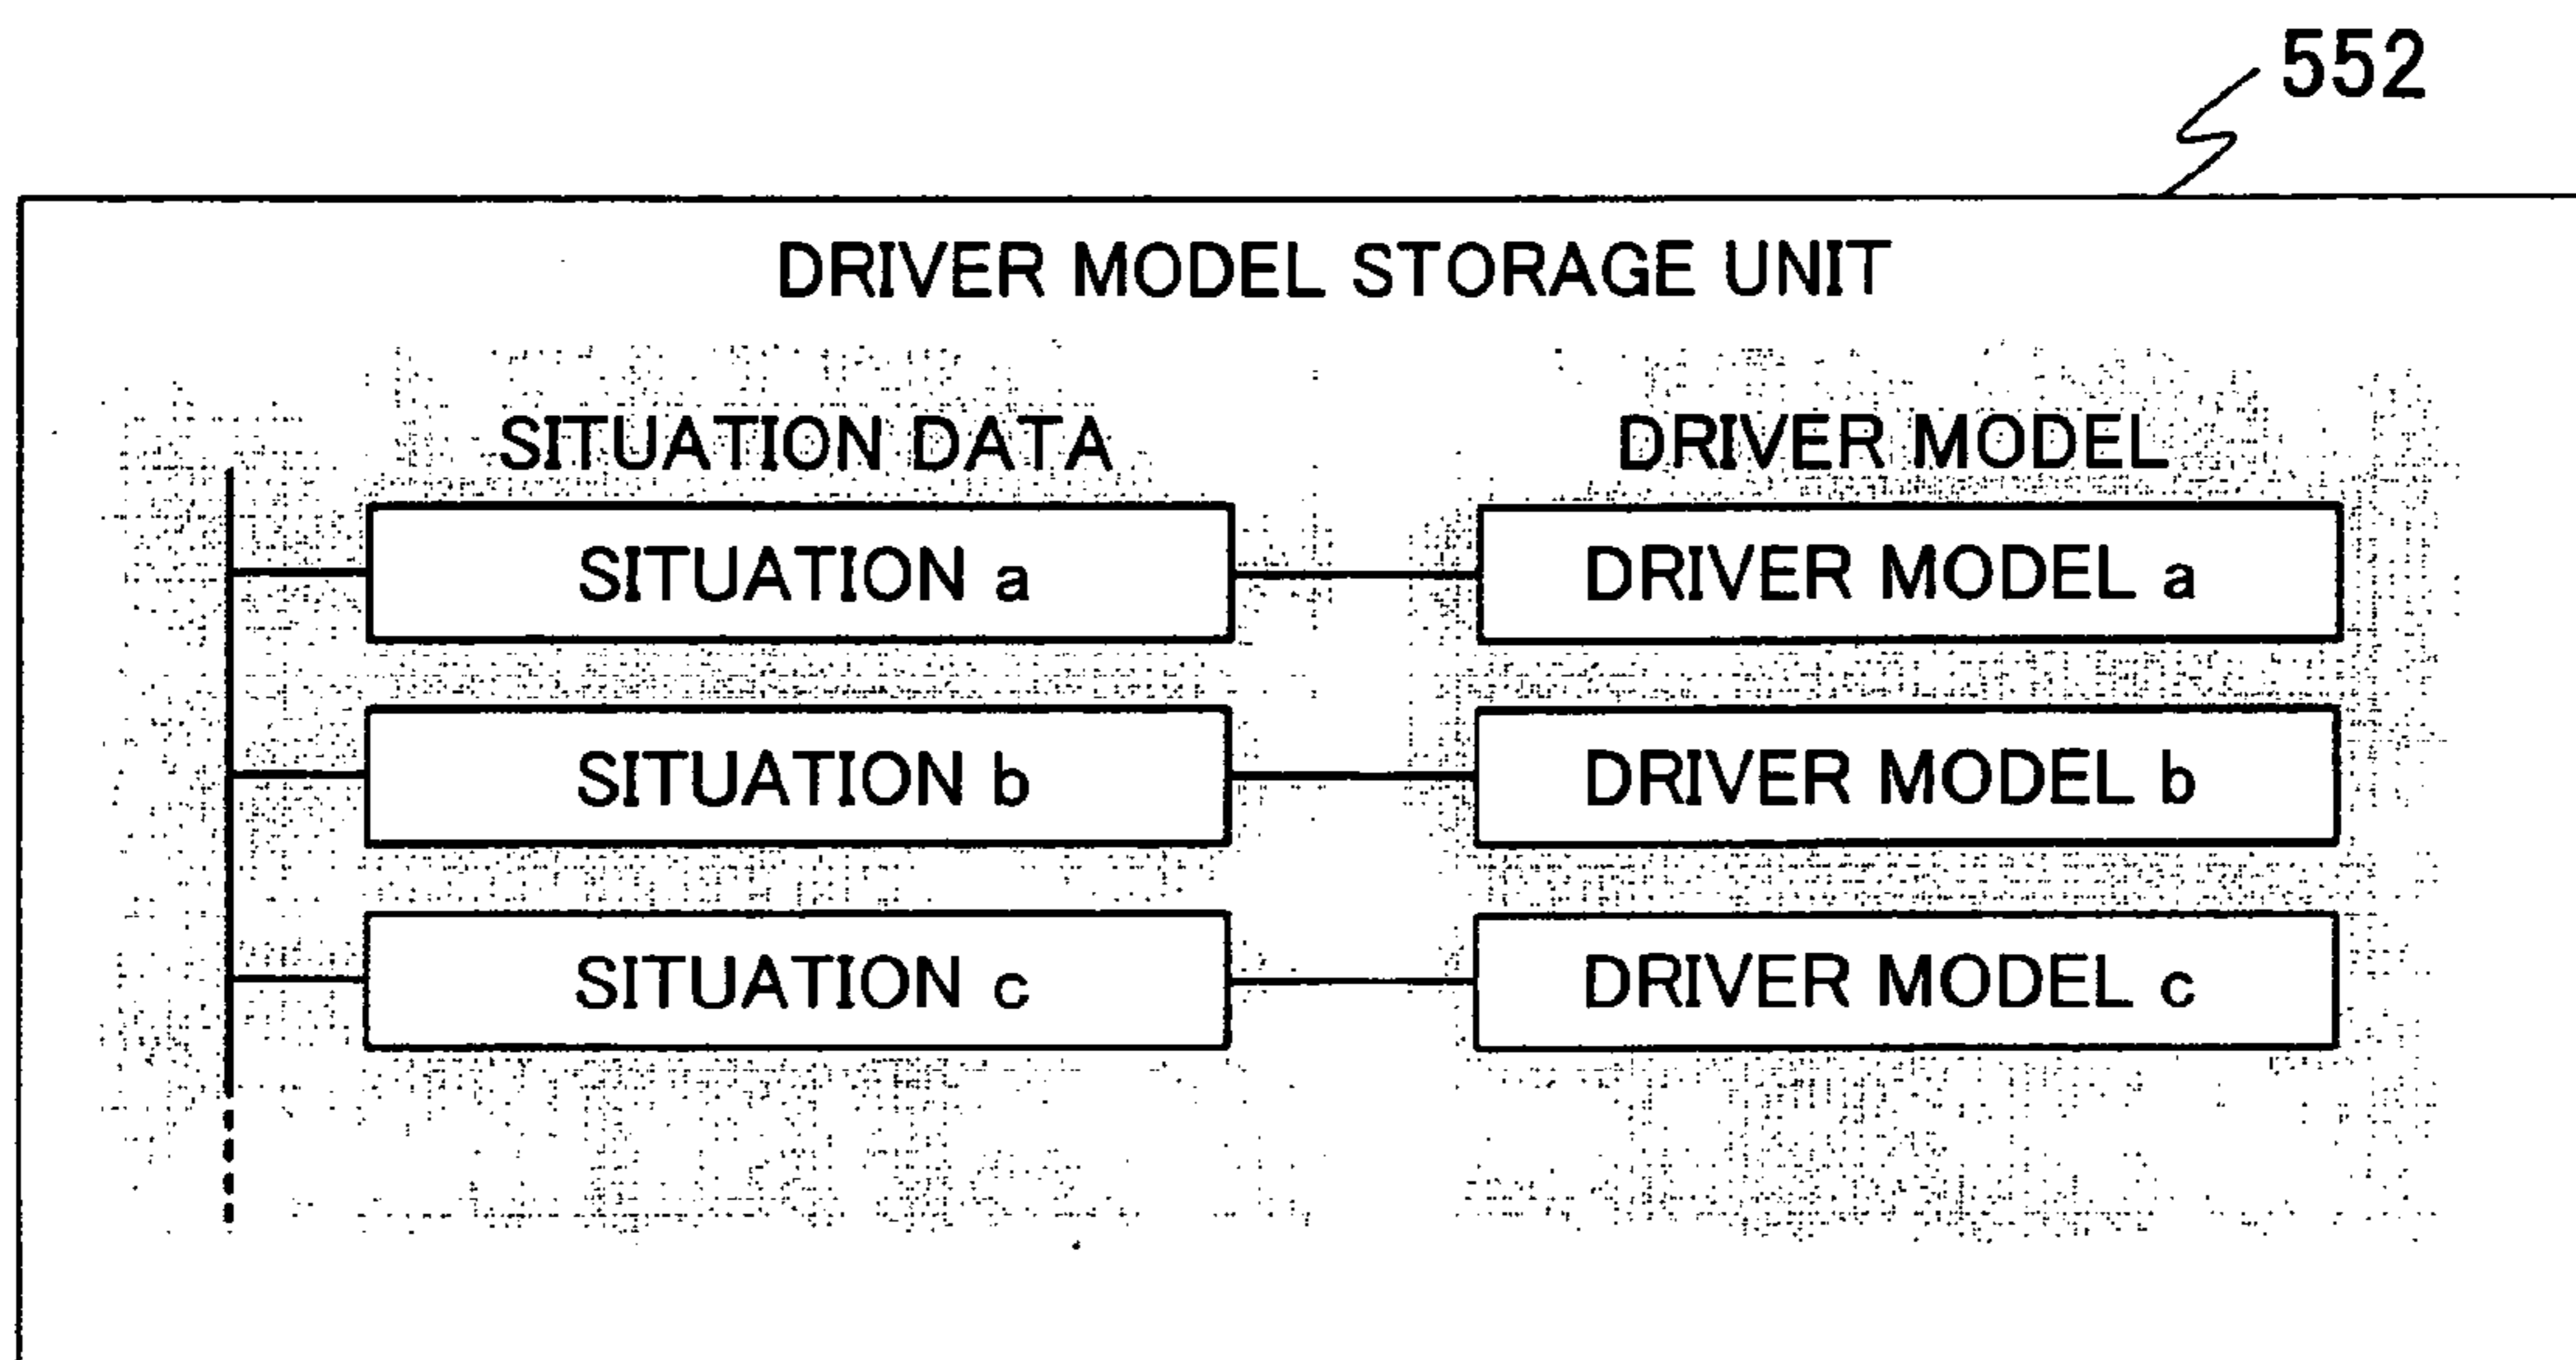 552
DRIVER MODEL STORAGE UNIT
SITUATION DATA DRIVER MODEL
SITUATION a DRIVER MODEL a
SITUATION b DRIVER MODEL b
SITUATION c DRIVER MODEL c